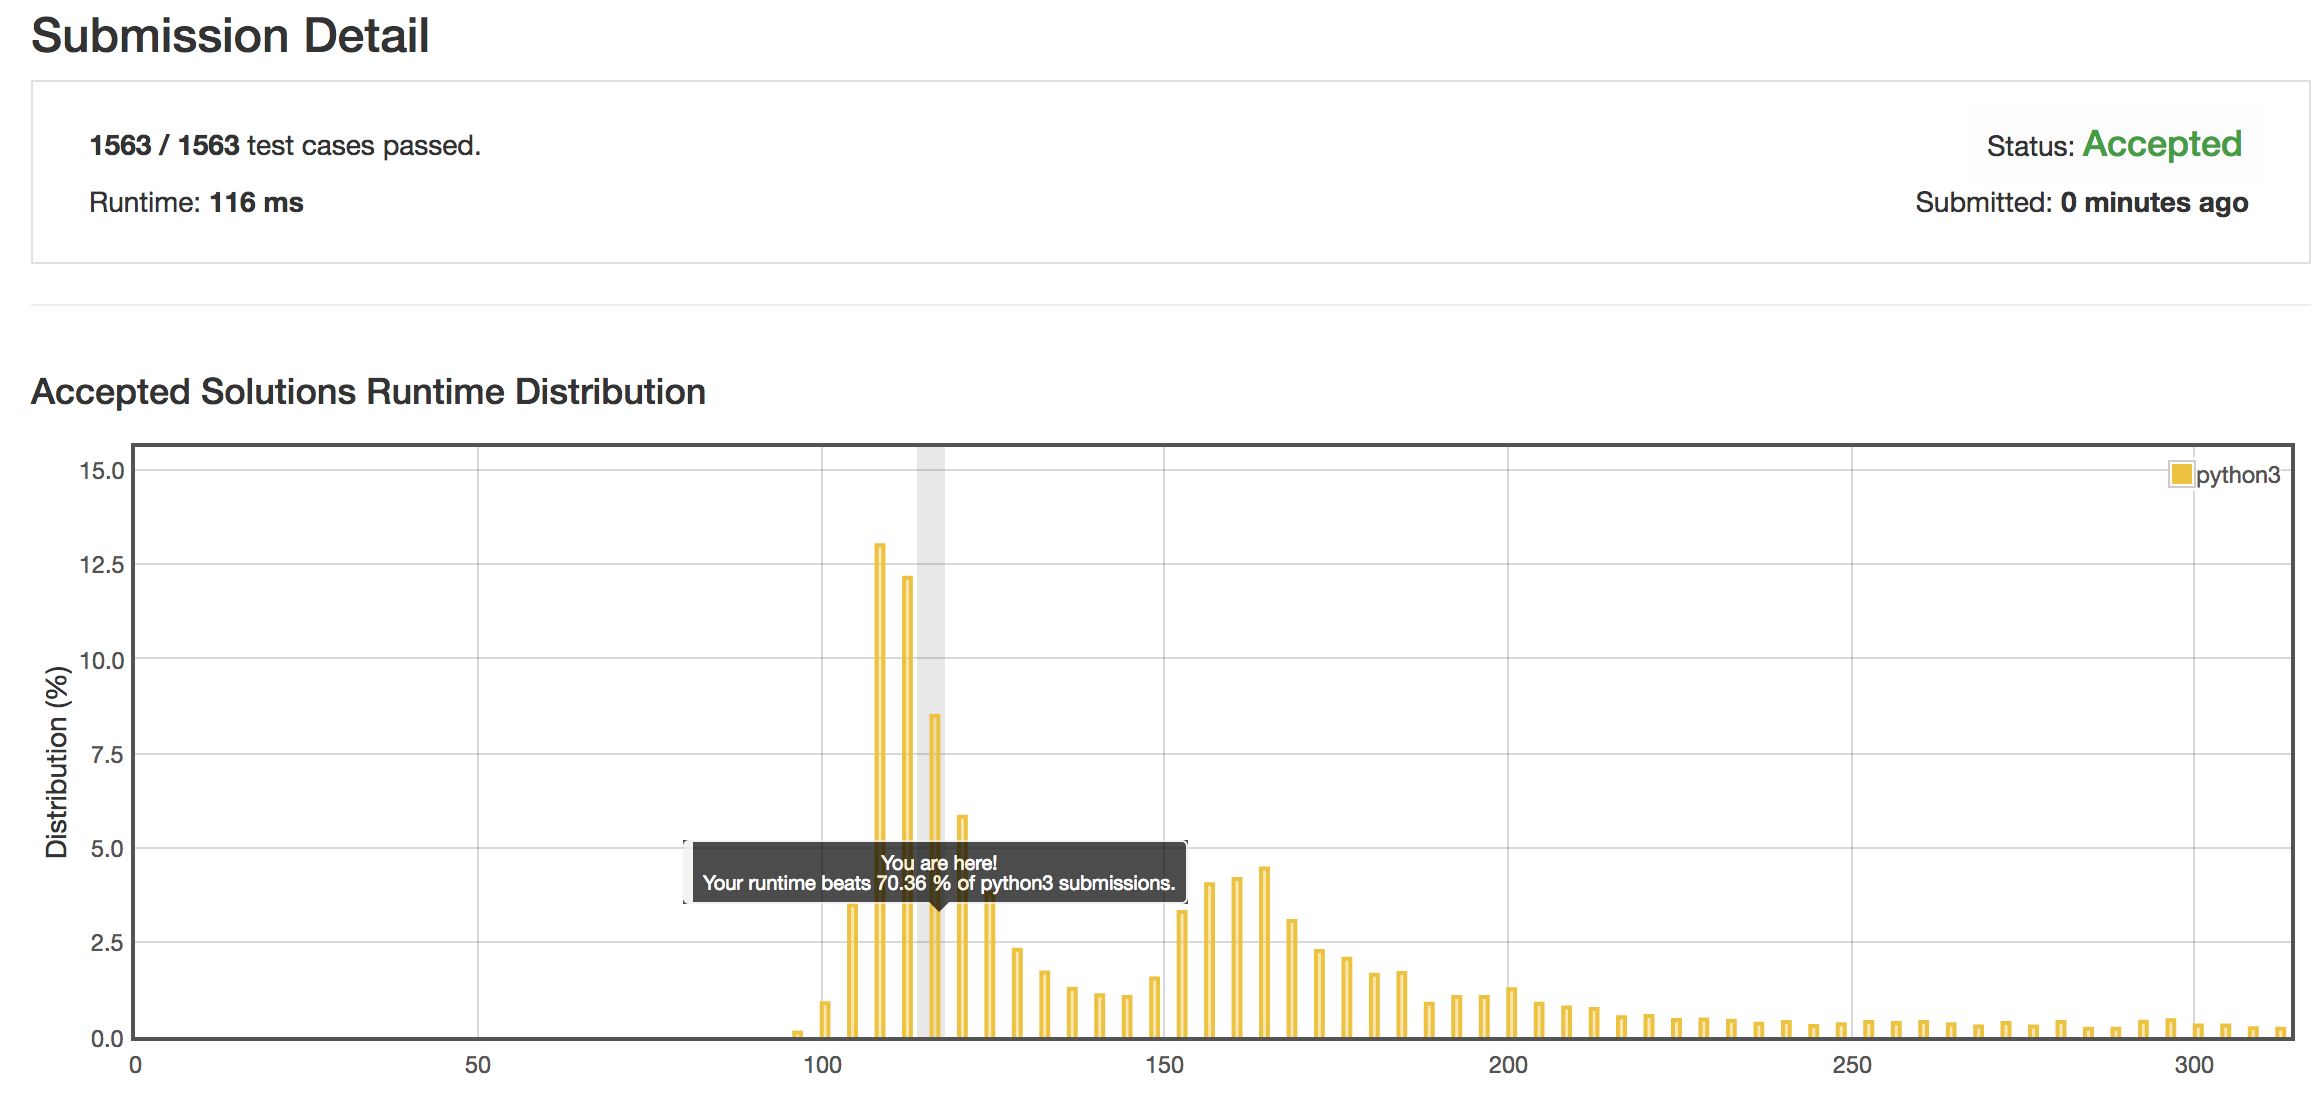 Submission Detail
1563 / 1563 test cases passed.
Status: Accepted
Runtime: 116 ms
Submitted: 0 minutes ago
Accepted Solutions Runtime Distribution
python3
15.0
12.5
10.0
7.5
5.0
2.5
0.0
Distribution (%)
You are here!
Your runtime beats 70.36 % of python3 submissions.
0 50 100 150 200 250 300